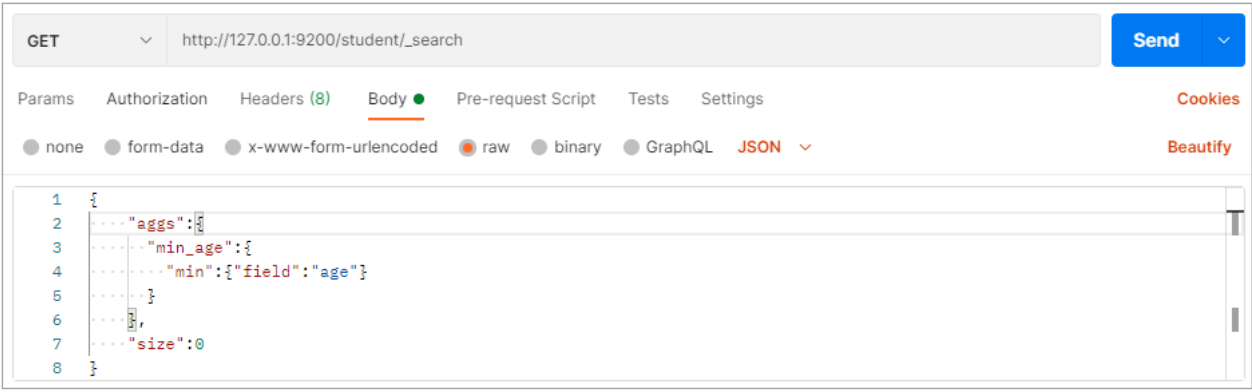 GET http://127.0.0.1:9200/student/_search Send
Params Authorization Headers (8) Body Pre-request Script Tests Settings Cookies
none form-data x-www-form-urlencoded raw binary GraphQL JSON Beautify
1 {
2 "aggs":{
3 "min_age":{
4 "min":{"field":"age"}
5 }
6 },
7 "size":0
8 }